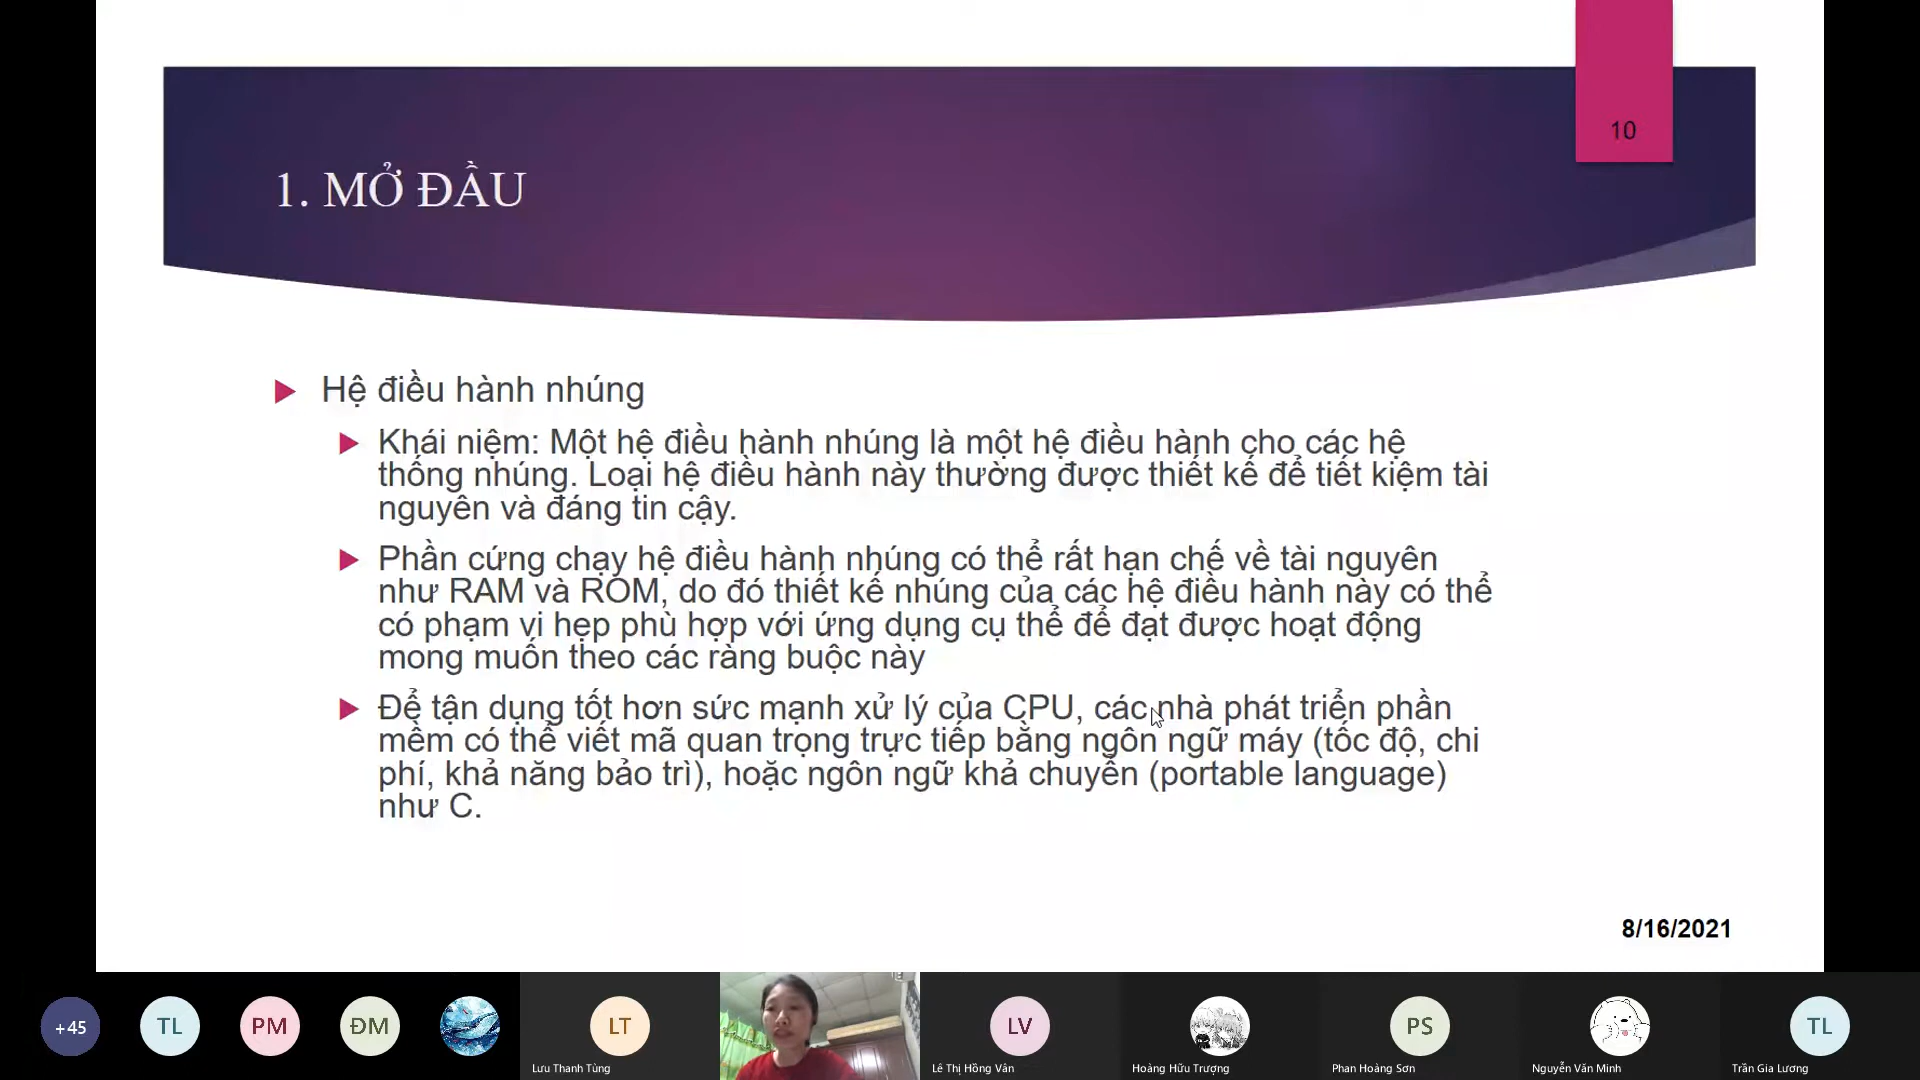 10
1. MỞ ĐẦU
Hệ điều hành nhúng
Khái niệm: Một hệ điều hành nhúng là một hệ điều hành cho các hệ
thống nhúng. Loại hệ điều hành này thường được thiết kế để tiết kiệm tài
nguyên và đáng tin cậy.
Phần cứng chạy hệ điều hành nhúng có thể rất hạn chế về tài nguyên
như RAM và ROM, do đó thiết kế nhúng của các hệ điều hành này có thể
có phạm vi hẹp phù hợp với ứng dụng cụ thể để đạt được hoạt động
mong muốn theo các ràng buộc này
Để tận dụng tốt hơn sức mạnh xử lý của CPU, các nhà phát triển phần
mềm có thể viết mã quan trọng trực tiếp bằng ngôn ngữ máy (tốc độ, chi
phí, khả năng bảo trì), hoặc ngôn ngữ khả chuyển (portable language)
như C.
8/16/2021
+45
TL
PM
ĐM
LT
LV
PS
TL
Lưu Thanh Tùng
Lê Thị Hồng Vân
Hoàng Hữu Trượng
Phan Hoàng Sơn
Nguyễn Văn Minh
Trần Gia Lương